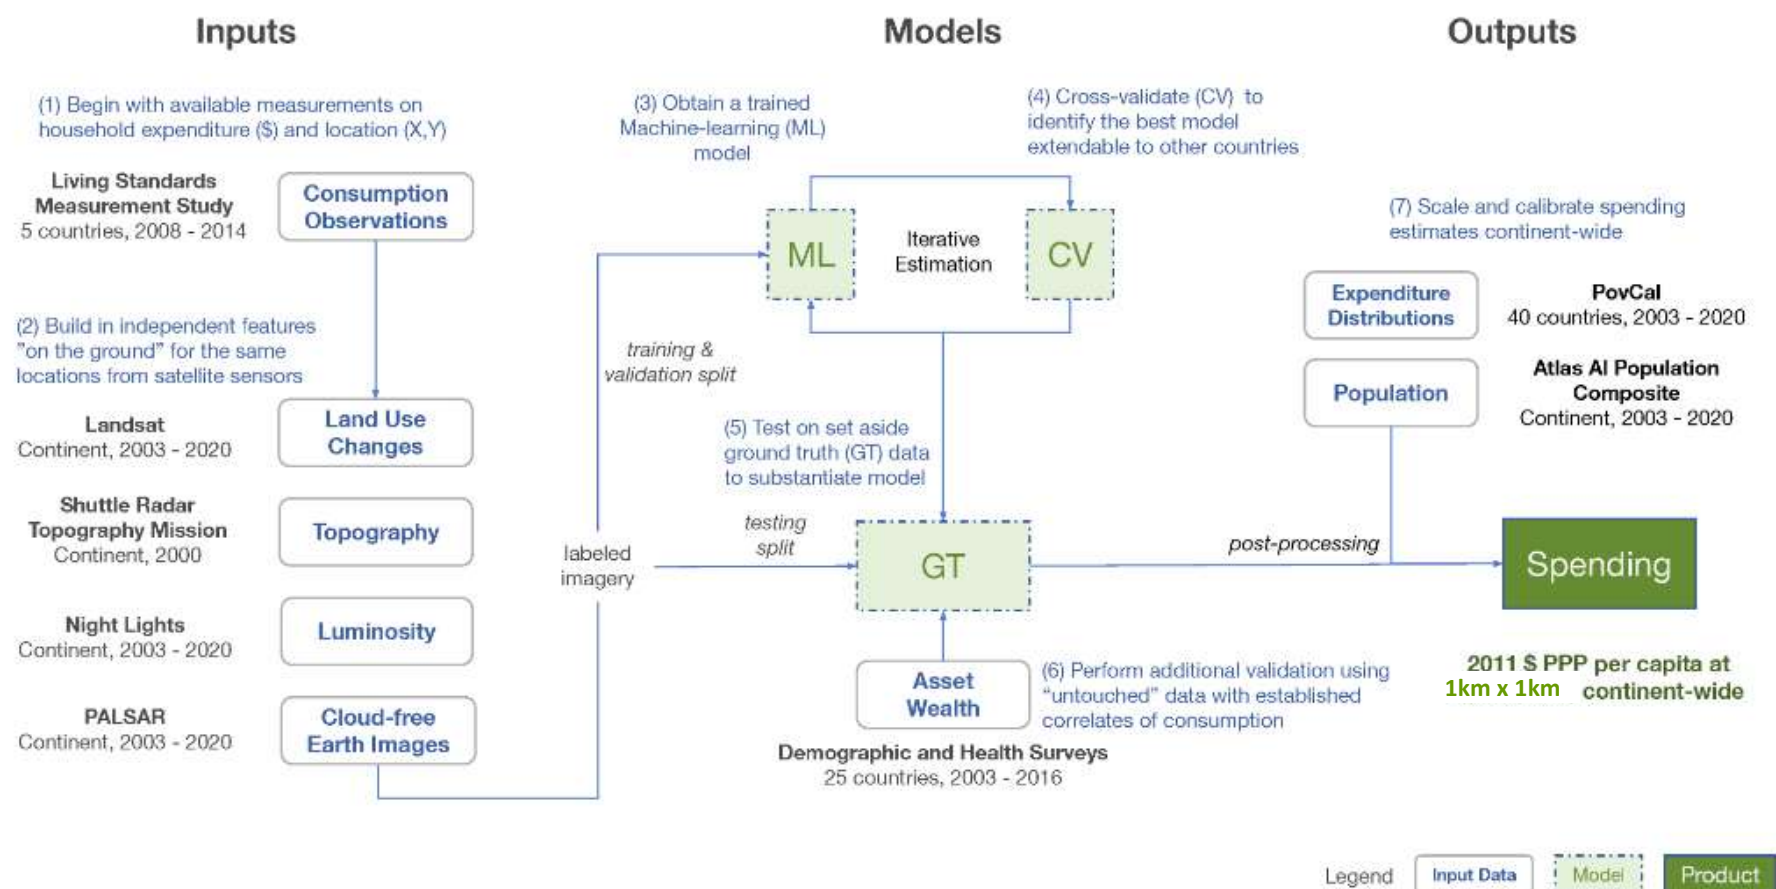 Inputs
Models
Outputs
(1) Begin with available measurements on
household expenditure ($) and location (X,Y)
Living Standards
Measurement Study
5 countries, 2008 - 2014
Consumption
Observations
(2) Build in independent features
"on the ground” for the same
locations from satellite sensors
Landsat
Continent, 2003 - 2020
Land Use
Changes
Shuttle Radar
Topography Mission
Continent, 2000
Topography
Night Lights
Continent, 2003 - 2020
Luminosity
PALSAR
Continent, 2003 - 2020
Cloud-free
Earth Images
labeled
imagery
training &
validation split
testing
split
(3) Obtain a trained
Machine-learning (ML)
model
(4) Cross-validate (CV) to
identify the best model
extendable to other countries
ML
Iterative
Estimation
CV
(5) Test on set aside
ground truth (GT) data
to substantiate model
GT
Asset
Wealth
(6) Perform additional validation using
“untouched” data with established
correlates of consumption
Demographic and Health Surveys
25 countries, 2003 - 2016
(7) Scale and calibrate spending
estimates continent-wide
Expenditure
Distributions
PovCal
40 countries, 2003 - 2020
Population
Atlas AI Population
Composite
Continent, 2003 - 2020
post-processing
Spending
2011 $ PPP per capita at
1km x 1km continent-wide
Legend
Input Data
Model
Product